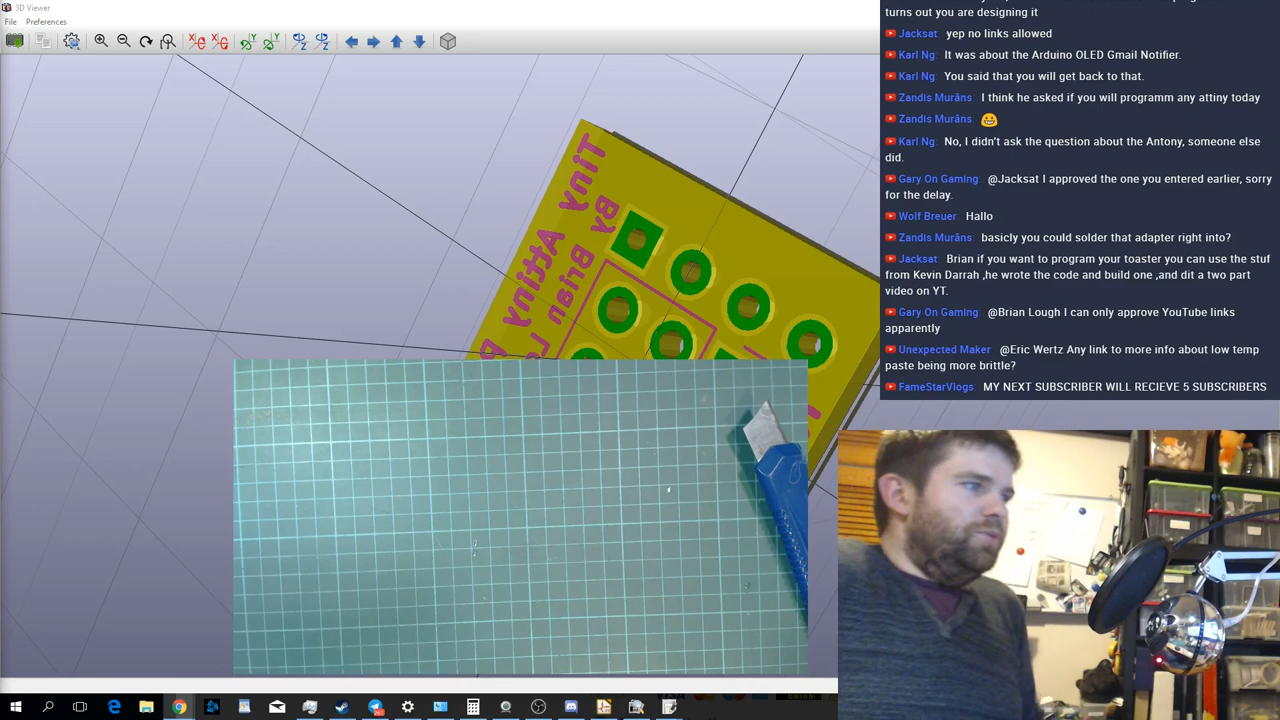 3D Viewer
File Preferences
turns out you are designing it
Jacksat yep no links allowed
Karl Ng It was about the Arduino OLED Gmail Notifier.
Karl Ng You said that you will get back to that.
Zandis Murāns I think he asked if you will programm any attiny today
Zandis Murāns 😀
Karl Ng No, I didn't ask the question about the Antony, someone else
did.
Gary On Gaming @Jacksat I approved the one you entered earlier, sorry
for the delay.
Wolf Breuer Hallo
Zandis Murāns basicly you could solder that adapter right into?
Jacksat Brian if you want to program your toaster you can use the stuf
from Kevin Darrah ,he wrote the code and build one ,and dit a two part
video on YT.
Gary On Gaming @Brian Lough I can only approve YouTube links
apparently
Unexpected Maker @Eric Wertz Any link to more info about low temp
paste being more brittle?
FameStarVlogs MY NEXT SUBSCRIBER WILL RECIEVE 5 SUBSCRIBERS
Tiny ATtiny
By Brian